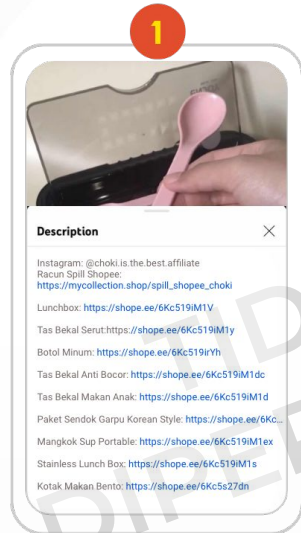 1
Description
Instagram: @choki.is.the.best.affiliate
Racun Spill Shopee:
https://mycollection.shop/spill_shopee_choki
Lunchbox: https://shope.ee/6Kc519iM1V
Tas Bekal Serut:https://shope.ee/6Kc519iM1y
Botol Minum: https://shope.ee/6Kc519irYh
Tas Bekal Anti Bocor: https://shope.ee/6Kc519iM1dc
Tas Bekal Makan Anak: https://shope.ee/6Kc519iM1d
Paket Sendok Garpu Korean Style: https://shope.ee/6Kc...
Mangkok Sup Portable: https://shope.ee/6Kc519iM1ex
Stainless Lunch Box: https://shope.ee/6Kc519iM1s
Kotak Makan Bento: https://shope.ee/6Kc5s27dn
TID
DIPER